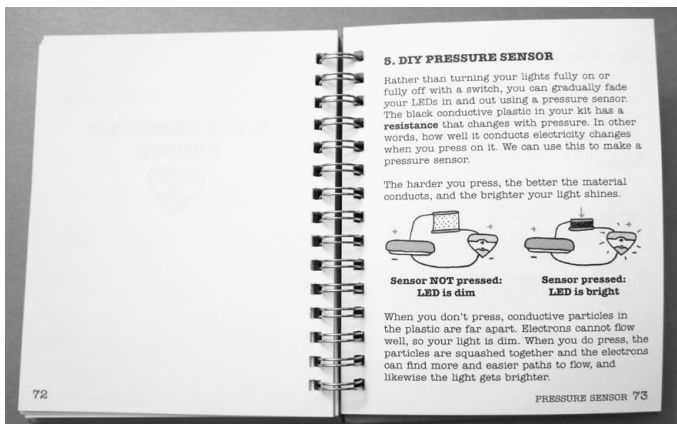 72
5. DIY PRESSURE SENSOR
Rather than turning your lights fully on or
fully off with a switch, you can gradually fade
your LEDs in and out using a pressure sensor.
The black conductive plastic in your kit has a
resistance that changes with pressure. In other
words, how well it conducts electricity changes
when you press on it. We can use this to make a
pressure sensor.
The harder you press, the better the material
conducts, and the brighter your light shines.
+ +
- -
+ +
- -
Sensor NOT pressed:
LED is dim
Sensor pressed:
LED is bright
When you don't press, conductive particles in
the plastic are far apart. Electrons cannot flow
well, so your light is dim. When you do press, the
particles are squashed together and the electrons
can find more and easier paths to flow, and
likewise the light gets brighter.
PRESSURE SENSOR 73